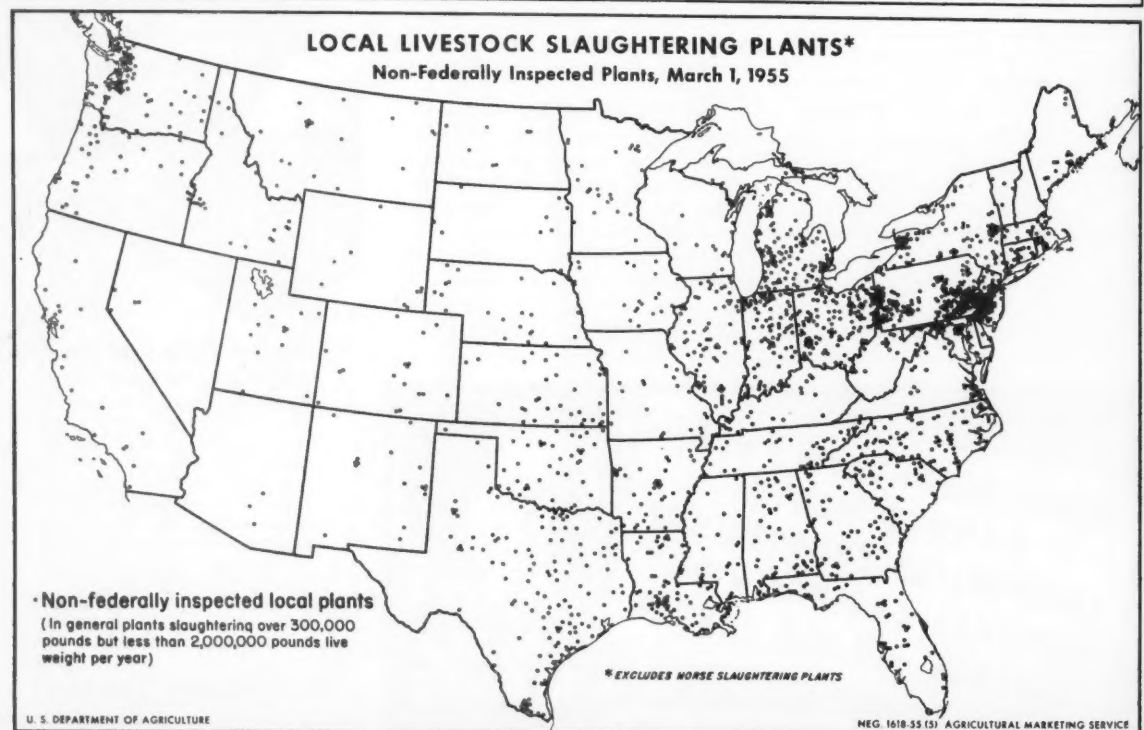 LOCAL LIVESTOCK SLAUGHTERING PLANTS*
Non-Federally Inspected Plants, March 1, 1955
Non-federally inspected local plants
(In general plants slaughtering over 300,000
pounds but less than 2,000,000 pounds live
weight per year)
*EXCLUDES HORSE SLAUGHTERING PLANTS
U. S. DEPARTMENT OF AGRICULTURE
NEG. 1618-55 (5) AGRICULTURAL MARKETING SERVICE